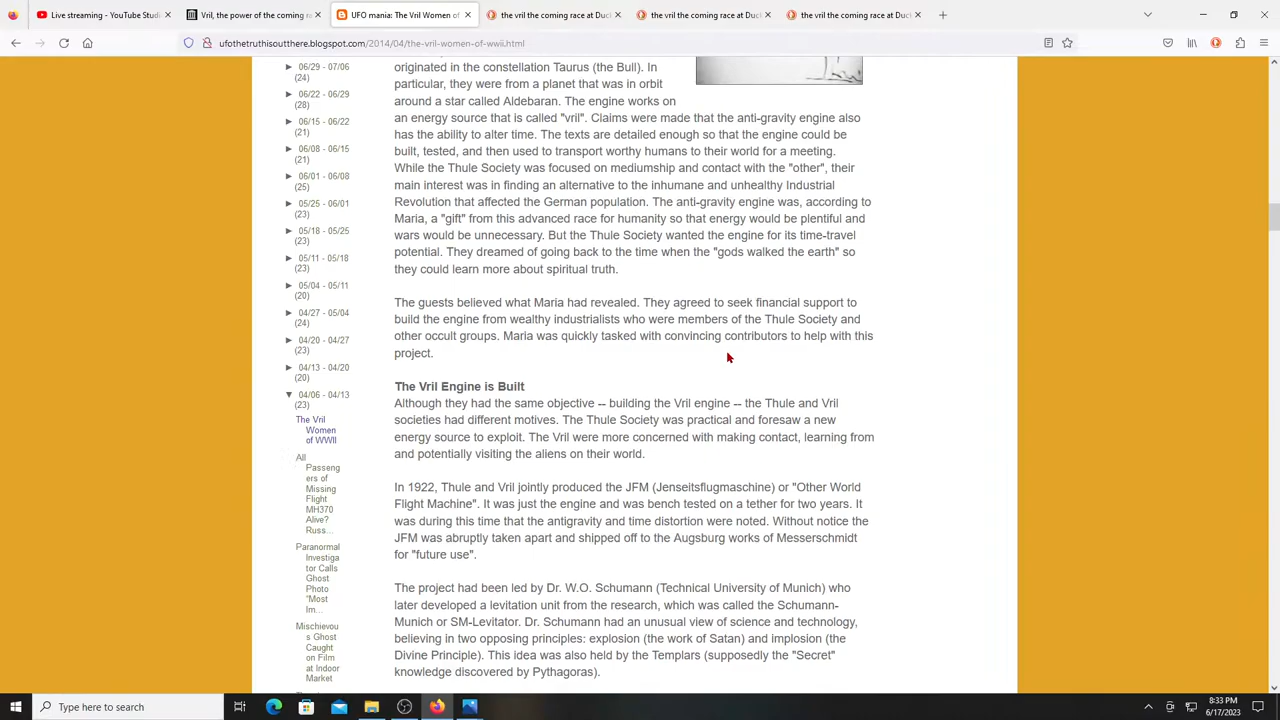 Live streaming - YouTube Studi
Vril, the power of the coming ra
UFO mania: The Vril Women of
the vril the coming race at Duc
the vril the coming race at Duc
the vril the coming race at Duc
ufothetruthisoutthere.blogspot.com/2014/04/the-vril-women-of-wwii.html
► 06/29 - 07/06
(24)
► 06/22 - 06/29
(28)
► 06/15 - 06/22
(21)
► 06/08 - 06/15
(21)
► 06/01 - 06/08
(25)
► 05/25 - 06/01
(23)
► 05/18 - 05/25
(23)
► 05/11 - 05/18
(23)
► 05/04 - 05/11
(20)
► 04/27 - 05/04
(24)
► 04/20 - 04/27
(23)
► 04/13 - 04/20
(20)
▼ 04/06 - 04/13
(23)
The Vril
Women
of WWII
All
Passeng
ers of
Missing
Flight
MH370
Alive?
Russ...
Paranormal
Investiga
tor Calls
Ghost
Photo
"Most
Im...
Mischievou
s Ghost
Caught
on Film
at Indoor
Market
originated in the constellation Taurus (the Bull). In
particular, they were from a planet that was in orbit
around a star called Aldebaran. The engine works on
an energy source that is called "vril". Claims were made that the anti-gravity engine also
has the ability to alter time. The texts are detailed enough so that the engine could be
built, tested, and then used to transport worthy humans to their world for a meeting.
While the Thule Society was focused on mediumship and contact with the "other", their
main interest was in finding an alternative to the inhumane and unhealthy Industrial
Revolution that affected the German population. The anti-gravity engine was, according to
Maria, a "gift" from this advanced race for humanity so that energy would be plentiful and
wars would be unnecessary. But the Thule Society wanted the engine for its time-travel
potential. They dreamed of going back to the time when the "gods walked the earth" so
they could learn more about spiritual truth.
The guests believed what Maria had revealed. They agreed to seek financial support to
build the engine from wealthy industrialists who were members of the Thule Society and
other occult groups. Maria was quickly tasked with convincing contributors to help with this
project.
The Vril Engine is Built
Although they had the same objective -- building the Vril engine -- the Thule and Vril
societies had different motives. The Thule Society was practical and foresaw a new
energy source to exploit. The Vril were more concerned with making contact, learning from
and potentially visiting the aliens on their world.
In 1922, Thule and Vril jointly produced the JFM (Jenseitsflugmaschine) or "Other World
Flight Machine". It was just the engine and was bench tested on a tether for two years. It
was during this time that the antigravity and time distortion were noted. Without notice the
JFM was abruptly taken apart and shipped off to the Augsburg works of Messerschmidt
for "future use".
The project had been led by Dr. W.O. Schumann (Technical University of Munich) who
later developed a levitation unit from the research, which was called the Schumann-
Munich or SM-Levitator. Dr. Schumann had an unusual view of science and technology,
believing in two opposing principles: explosion (the work of Satan) and implosion (the
Divine Principle). This idea was also held by the Templars (supposedly the "Secret"
knowledge discovered by Pythagoras).
Type here to search
8:33 PM
6/17/2023